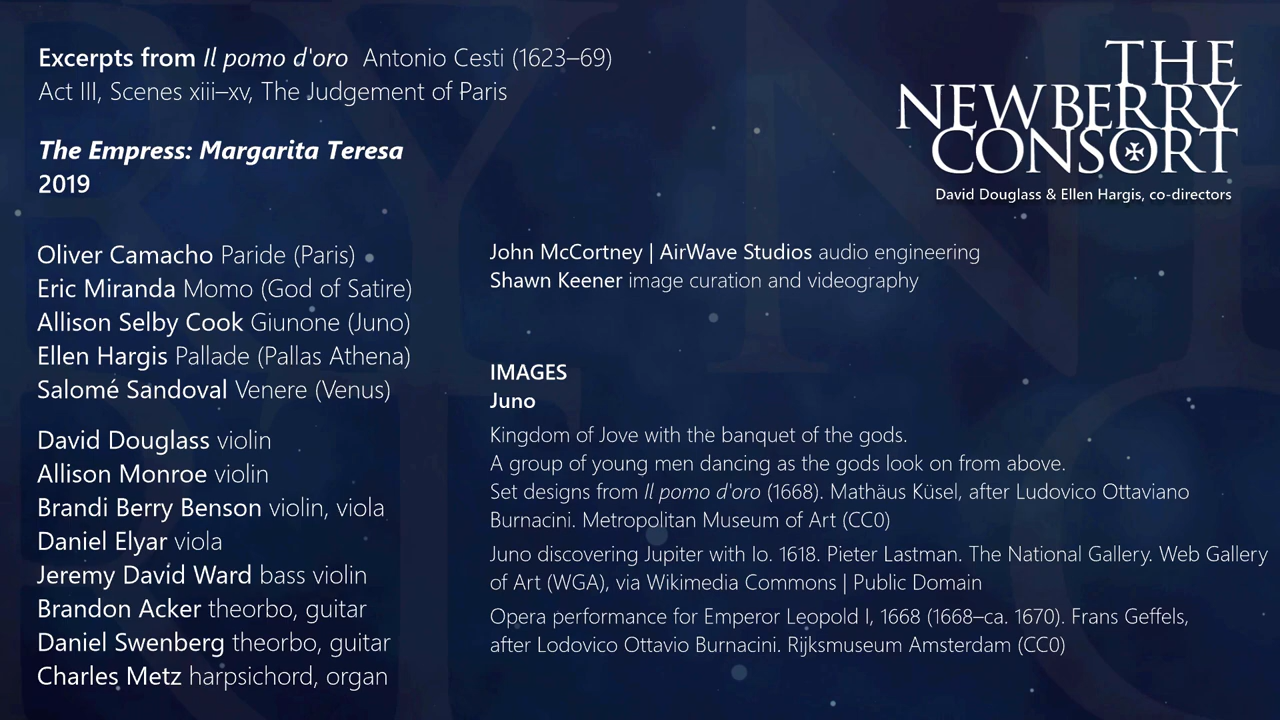 Excerpts from Il pomo d'oro Antonio Cesti (1623–69)
Act III, Scenes xiii–xv, The Judgement of Paris
The Empress: Margarita Teresa
2019
Oliver Camacho Paride (Paris)
Eric Miranda Momo (God of Satire)
Allison Selby Cook Giunone (Juno)
Ellen Hargis Pallade (Pallas Athena)
Salomé Sandoval Venere (Venus)
David Douglass violin
Allison Monroe violin
Brandi Berry Benson violin, viola
Daniel Elyar viola
Jeremy David Ward bass violin
Brandon Acker theorbo, guitar
Daniel Swenberg theorbo, guitar
Charles Metz harpsichord, organ
THE
NEWBERRY
CONSORT
David Douglass & Ellen Hargis, co-directors
John McCortney | AirWave Studios audio engineering
Shawn Keener image curation and videography
IMAGES
Juno
Kingdom of Jove with the banquet of the gods.
A group of young men dancing as the gods look on from above.
Set designs from Il pomo d'oro (1668). Mathäus Küsel, after Ludovico Ottaviano
Burnacini. Metropolitan Museum of Art (CC0)
Juno discovering Jupiter with Io. 1618. Pieter Lastman. The National Gallery. Web Gallery
of Art (WGA), via Wikimedia Commons | Public Domain
Opera performance for Emperor Leopold I, 1668 (1668–ca. 1670). Frans Geffels,
after Lodovico Ottavio Burnacini. Rijksmuseum Amsterdam (CC0)